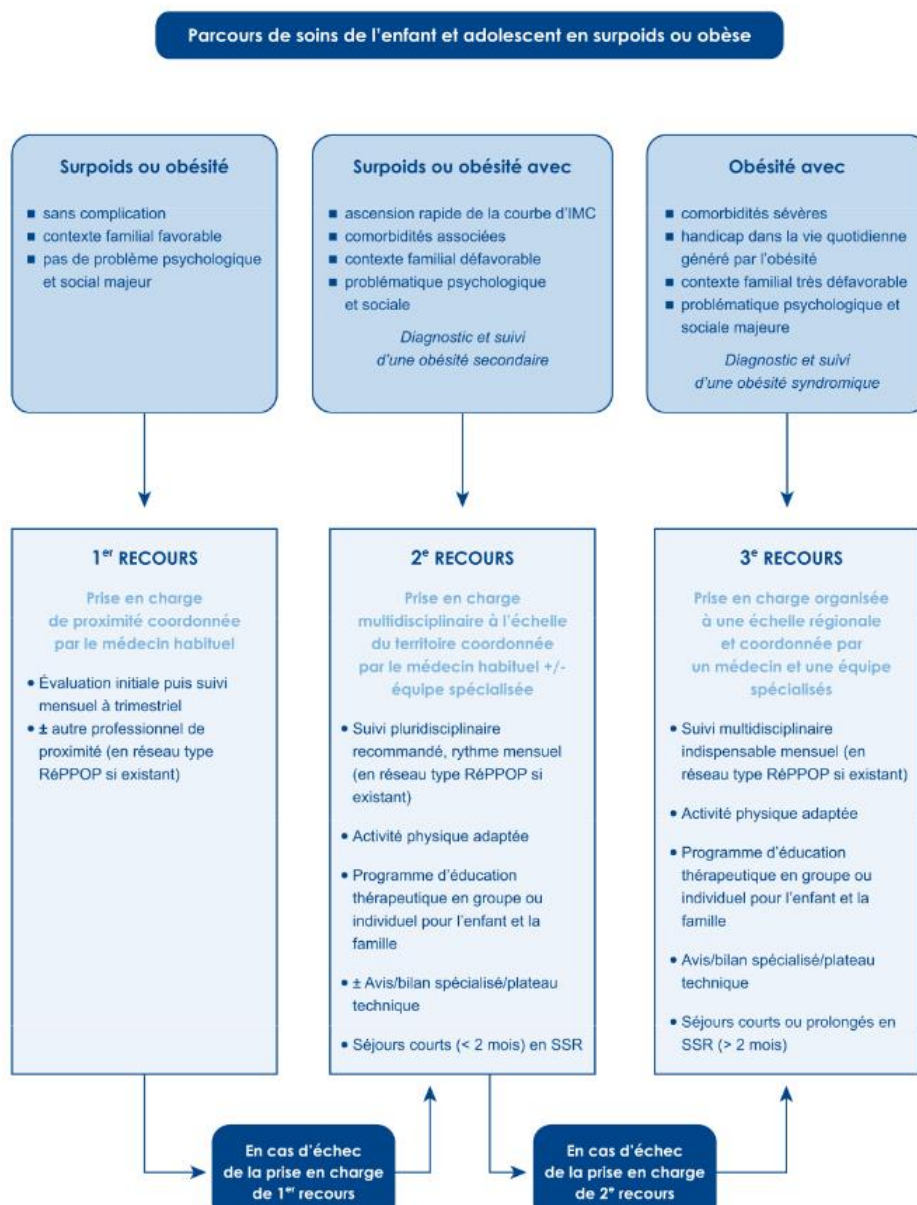 Parcours de soins de l'enfant et adolescent en surpoids ou obèse
Surpoids ou obésité
■ sans complication
■ contexte familial favorable
■ pas de problème psychologique
et social majeur
Surpoids ou obésité avec
■ ascension rapide de la courbe d'IMC
■ comorbidités associées
■ contexte familial défavorable
■ problématique psychologique
et sociale
Diagnostic et suivi
d'une obésité secondaire
Obésité avec
■ comorbidités sévères
■ handicap dans la vie quotidienne
généré par l'obésité
■ contexte familial très défavorable
■ problématique psychologique et
sociale majeure
Diagnostic et suivi
d'une obésité syndromique
1er RECOURS
Prise en charge
de proximité coordonnée
par le médecin habituel
• Évaluation initiale puis suivi
mensuel à trimestriel
• ± autre professionnel de
proximité (en réseau type
RéPPOP si existant)
2e RECOURS
Prise en charge
multidisciplinaire à l'échelle
du territoire coordonnée
par le médecin habituel +/-
équipe spécialisée
• Suivi pluridisciplinaire
recommandé, rythme mensuel
(en réseau type RéPPOP si
existant)
• Activité physique adaptée
• Programme d'éducation
thérapeutique en groupe ou
individuel pour l'enfant et la
famille
• ± Avis/bilan spécialisé/plateau
technique
• Séjours courts (< 2 mois) en SSR
3e RECOURS
Prise en charge organisée
à une échelle régionale
et coordonnée par
un médecin et une équipe
spécialisés
• Suivi multidisciplinaire
indispensable mensuel (en
réseau type RéPPOP si existant)
• Activité physique adaptée
• Programme d'éducation
thérapeutique en groupe ou
individuel pour l'enfant et la
famille
• Avis/bilan spécialisé/plateau
technique
• Séjours courts ou prolongés en
SSR (> 2 mois)
En cas d'échec
de la prise en charge
de 1er recours
En cas d'échec
de la prise en charge
de 2e recours